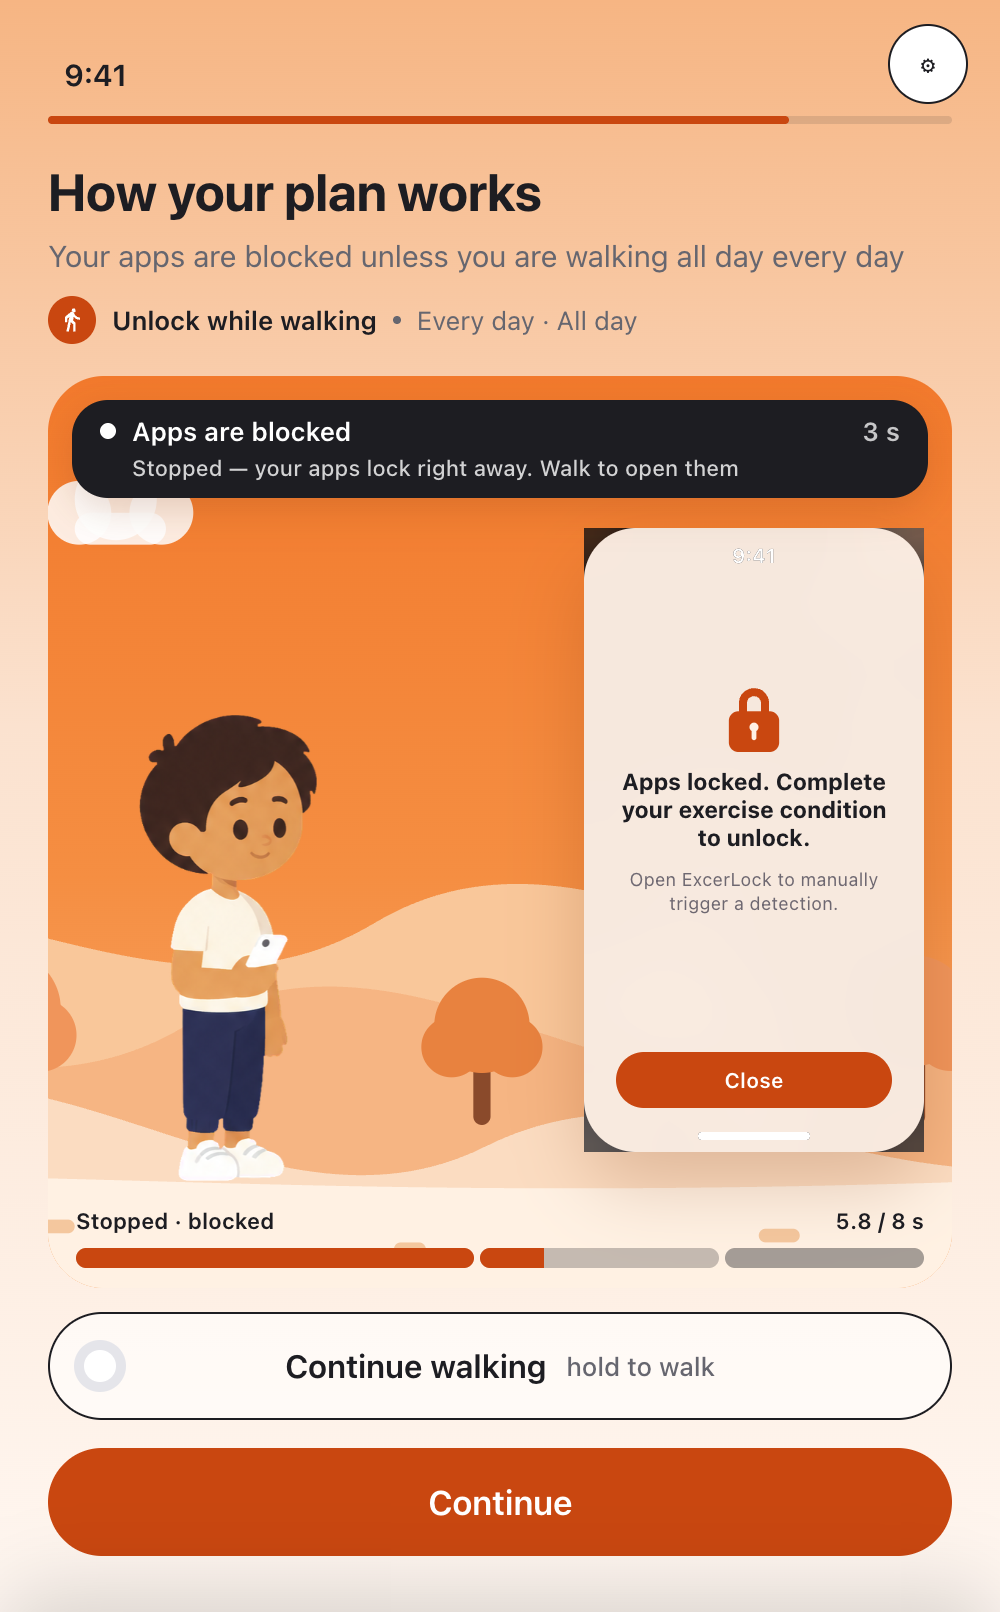 9:41
How your plan works
Your apps are blocked unless you are walking all day every day
Unlock while walking • Every day · All day
Apps are blocked 3 s
Stopped — your apps lock right away. Walk to open them
9:41
Apps locked. Complete
your exercise condition
to unlock.
Open ExcerLock to manually
trigger a detection.
Close
Stopped · blocked 5.8 / 8 s
Continue walking hold to walk
Continue